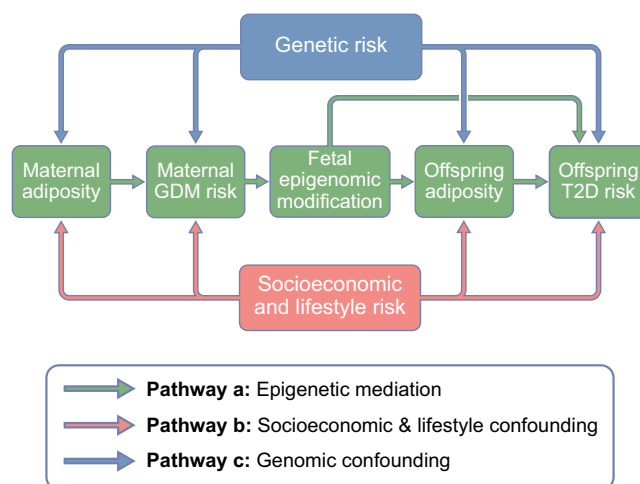 Genetic risk
Maternal
adiposity
Maternal
GDM risk
Fetal
epigenomic
modification
Offspring
adiposity
Offspring
T2D risk
Socioeconomic
and lifestyle risk
Pathway a: Epigenetic mediation
Pathway b: Socioeconomic & lifestyle confounding
Pathway c: Genomic confounding